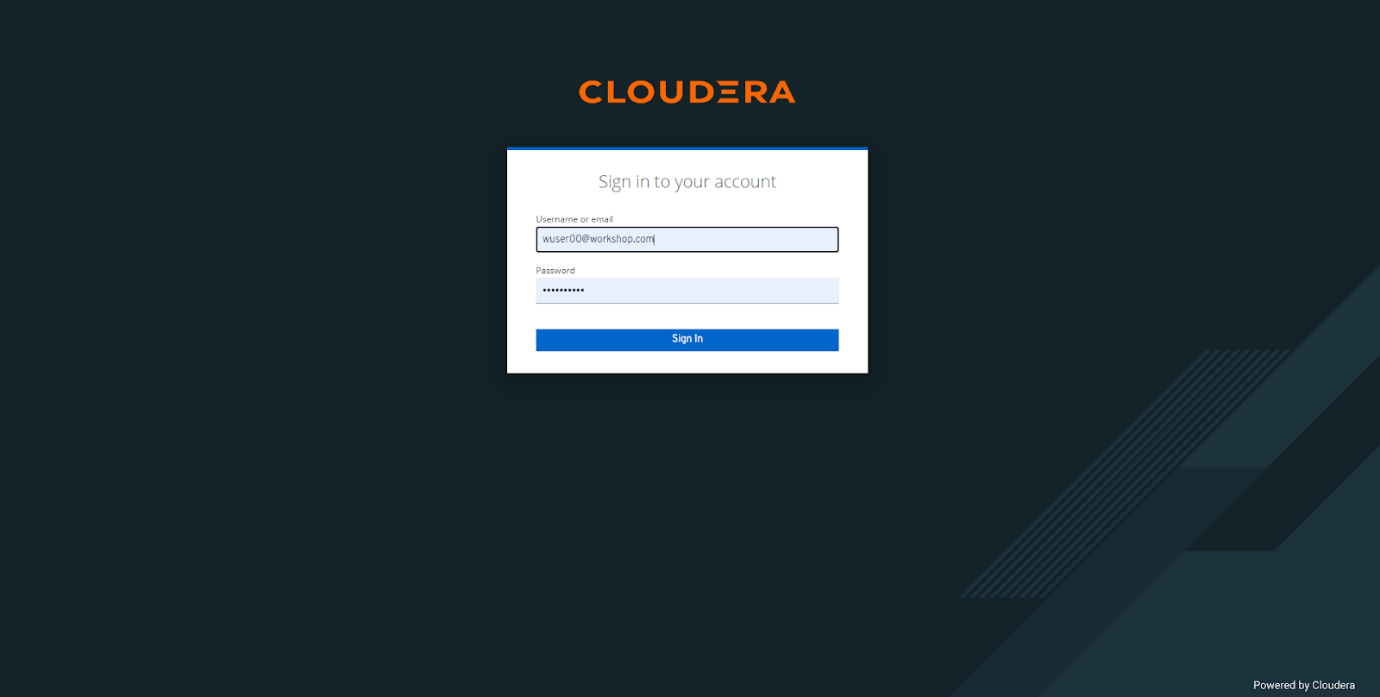 CLOUDERA
Sign in to your account
Username or email
wuser00@workshop.com
Password
••••••••••
Sign In
Powered by Cloudera